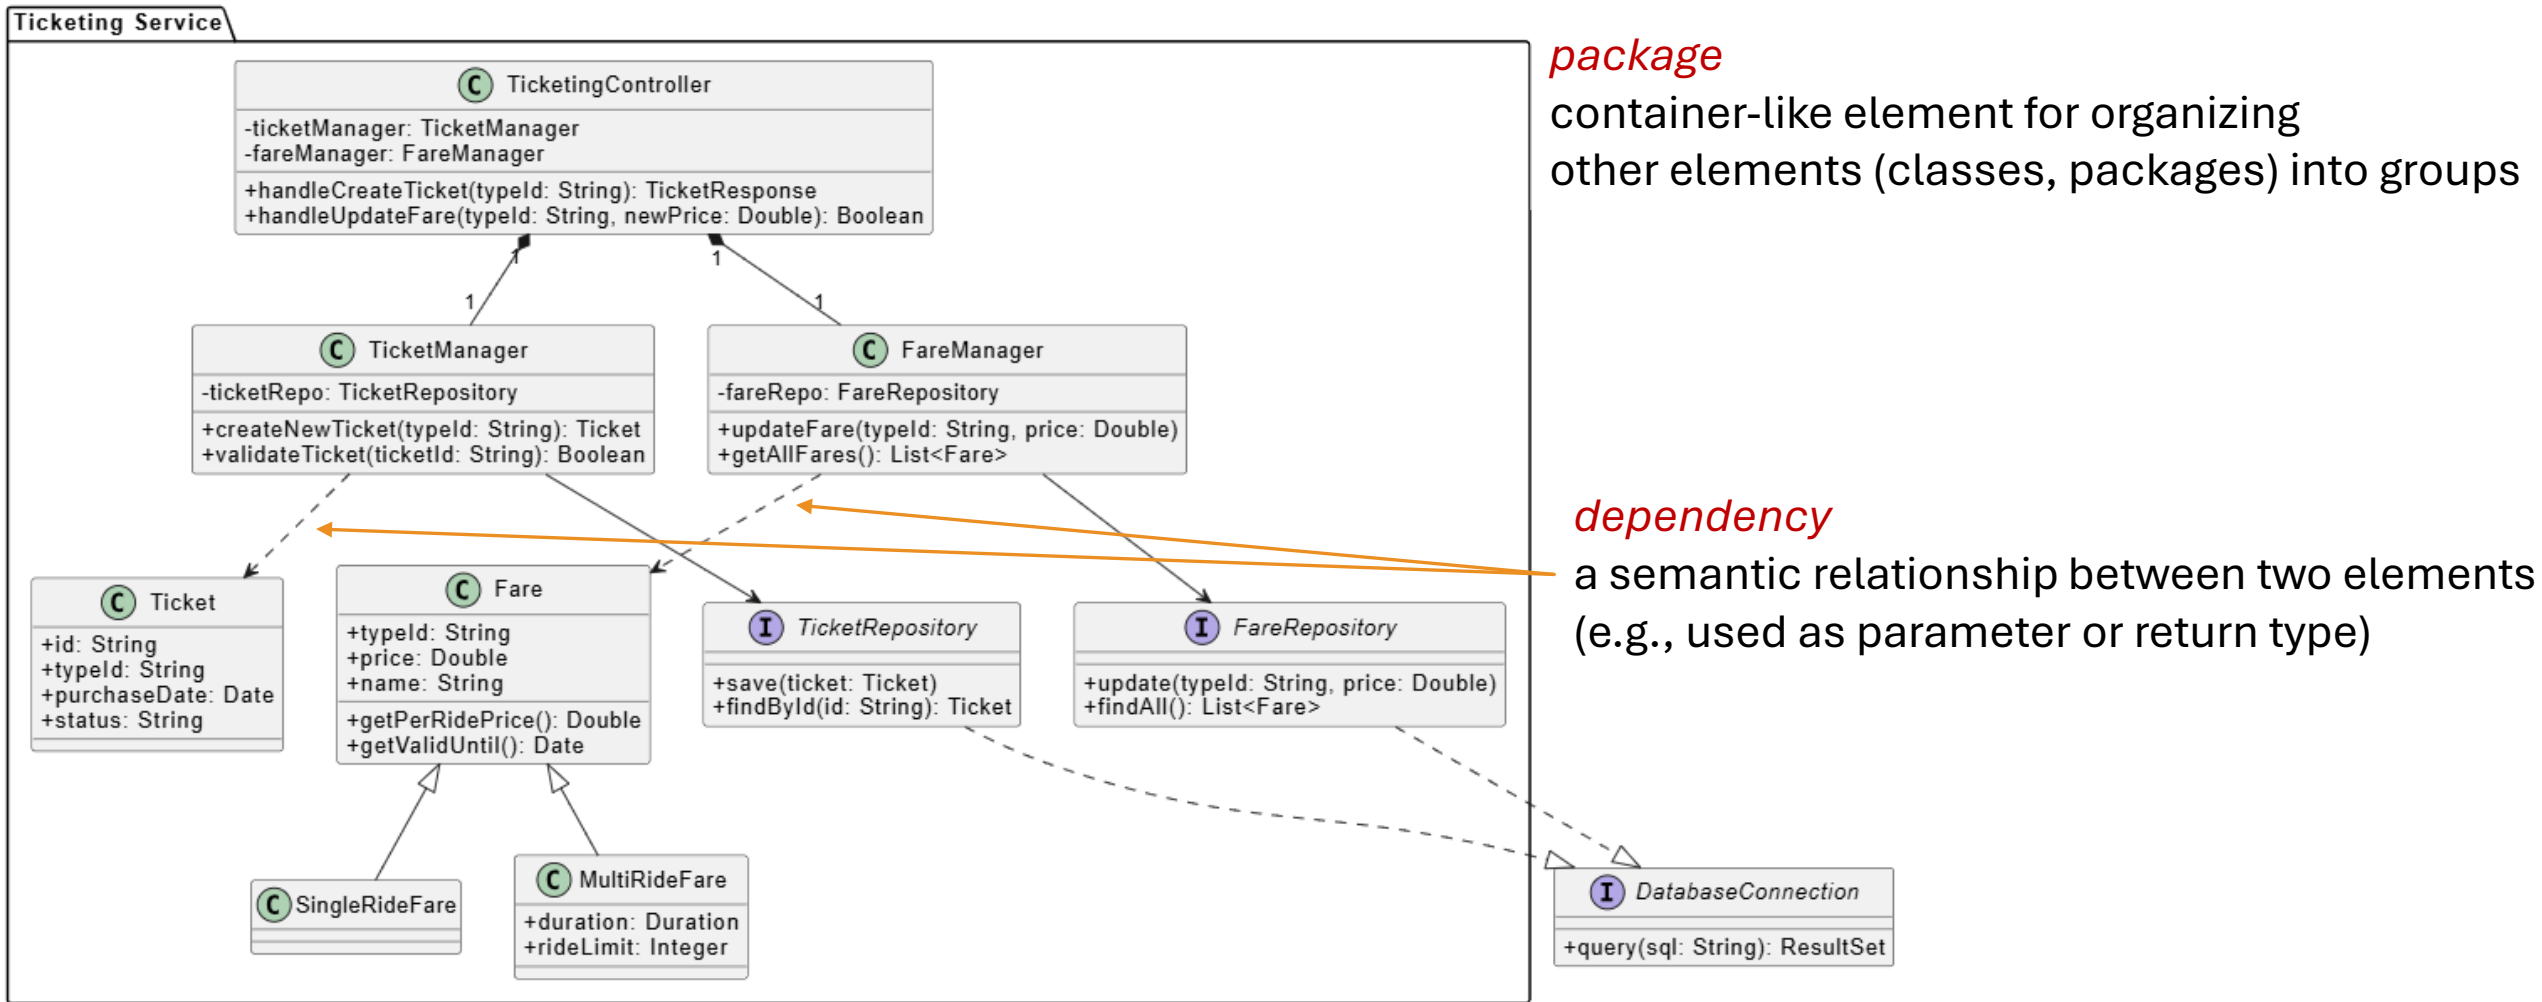 Ticketing Service
C TicketingController
-ticketManager: TicketManager
-fareManager: FareManager
+handleCreateTicket(typeId: String): TicketResponse
+handleUpdateFare(typeId: String, newPrice: Double): Boolean
1
1
1
1
C TicketManager
-ticketRepo: TicketRepository
+createNewTicket(typeId: String): Ticket
+validateTicket(ticketId: String): Boolean
C FareManager
-fareRepo: FareRepository
+updateFare(typeId: String, price: Double)
+getAllFares(): List<Fare>
C Ticket
+id: String
+typeId: String
+purchaseDate: Date
+status: String
C Fare
+typeId: String
+price: Double
+name: String
+getPerRidePrice(): Double
+getValidUntil(): Date
I TicketRepository
+save(ticket: Ticket)
+findById(id: String): Ticket
I FareRepository
+update(typeId: String, price: Double)
+findAll(): List<Fare>
C SingleRideFare
C MultiRideFare
+duration: Duration
+rideLimit: Integer
I DatabaseConnection
+query(sql: String): ResultSet
package
container-like element for organizing
other elements (classes, packages) into groups
dependency
a semantic relationship between two elements
(e.g., used as parameter or return type)